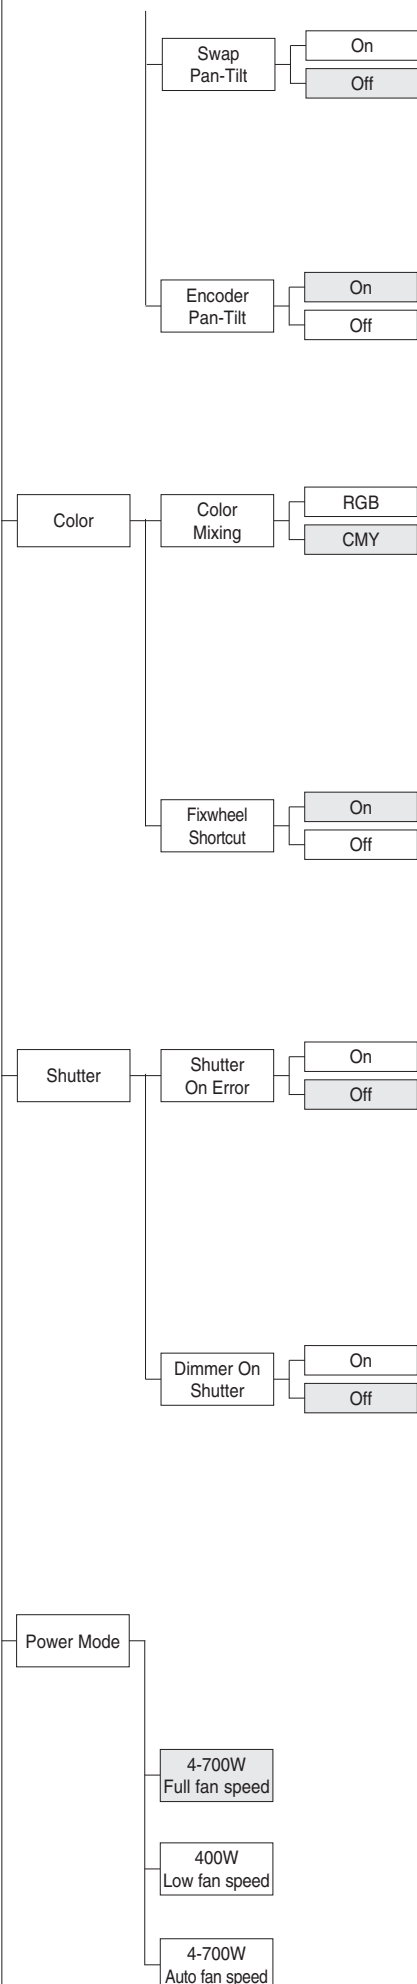 Swap
Pan-Tilt
On
Off
Encoder
Pan-Tilt
On
Off
Color
Color
Mixing
RGB
CMY
Fixwheel
Shortcut
On
Off
Shutter
Shutter
On Error
On
Off
Dimmer On
Shutter
On
Off
Power Mode
4-700W
Full fan speed
400W
Low fan speed
4-700W
Auto fan speed